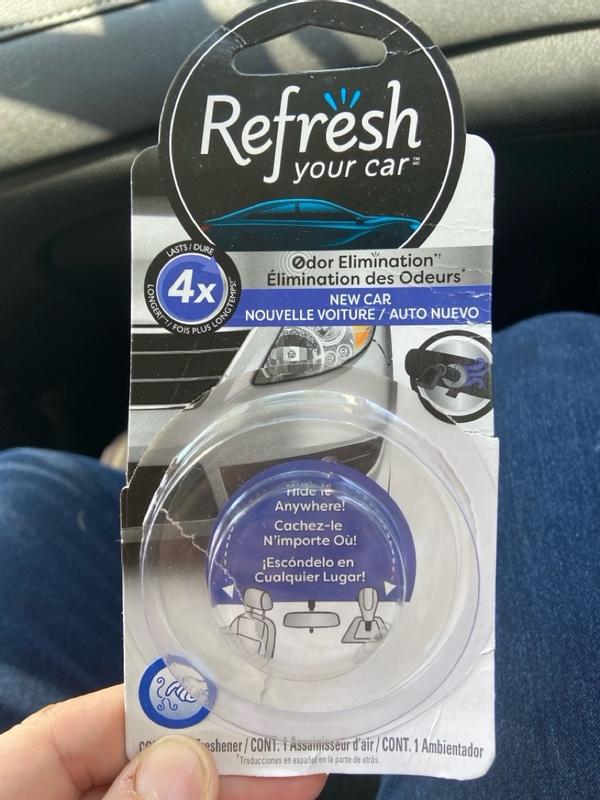 Refresh
your car™
MC
LASTS / DURE
4x
LONGER!*† / FOIS PLUS LONGTEMPS!*†
Odor Elimination*†
Élimination des Odeurs*
NEW CAR
NOUVELLE VOITURE / AUTO NUEVO
Hide it
Anywhere!
Cachez-le
N'importe Où!
¡Escóndelo en
Cualquier Lugar!
Freshener / CONT. 1 Assainisseur d'air / CONT. 1 Ambientador
†Traducciones en español en la parte de atrás.